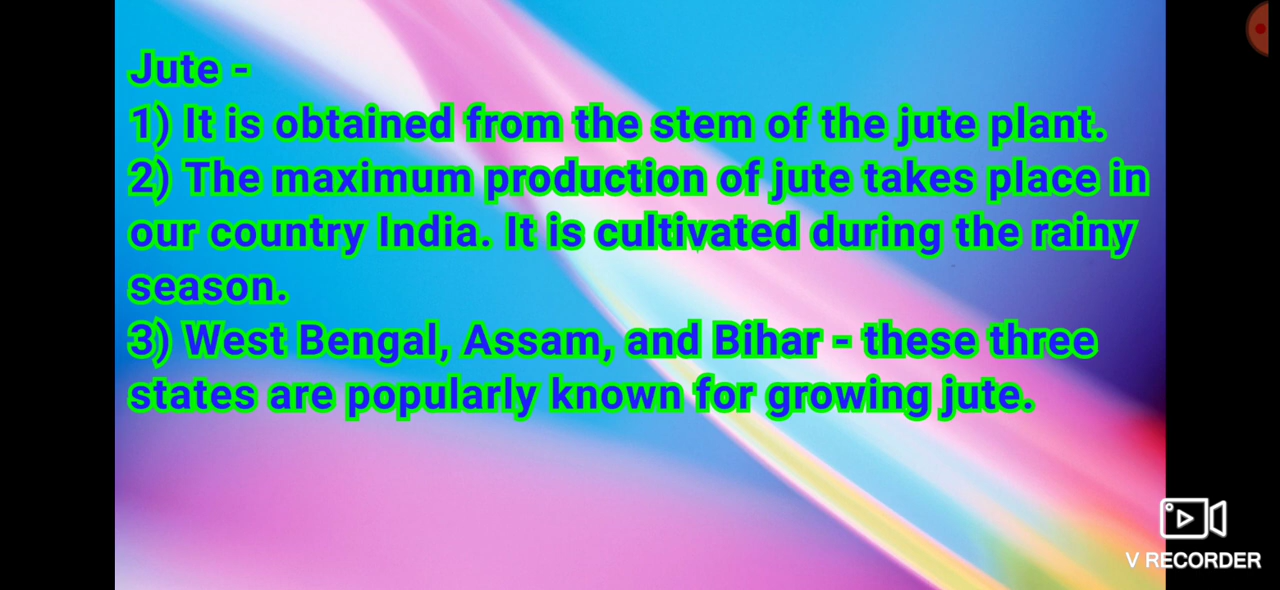 Jute -
1) It is obtained from the stem of the jute plant.
2) The maximum production of jute takes place in
our country India. It is cultivated during the rainy
season.
3) West Bengal, Assam, and Bihar - these three
states are popularly known for growing jute.
V RECORDER